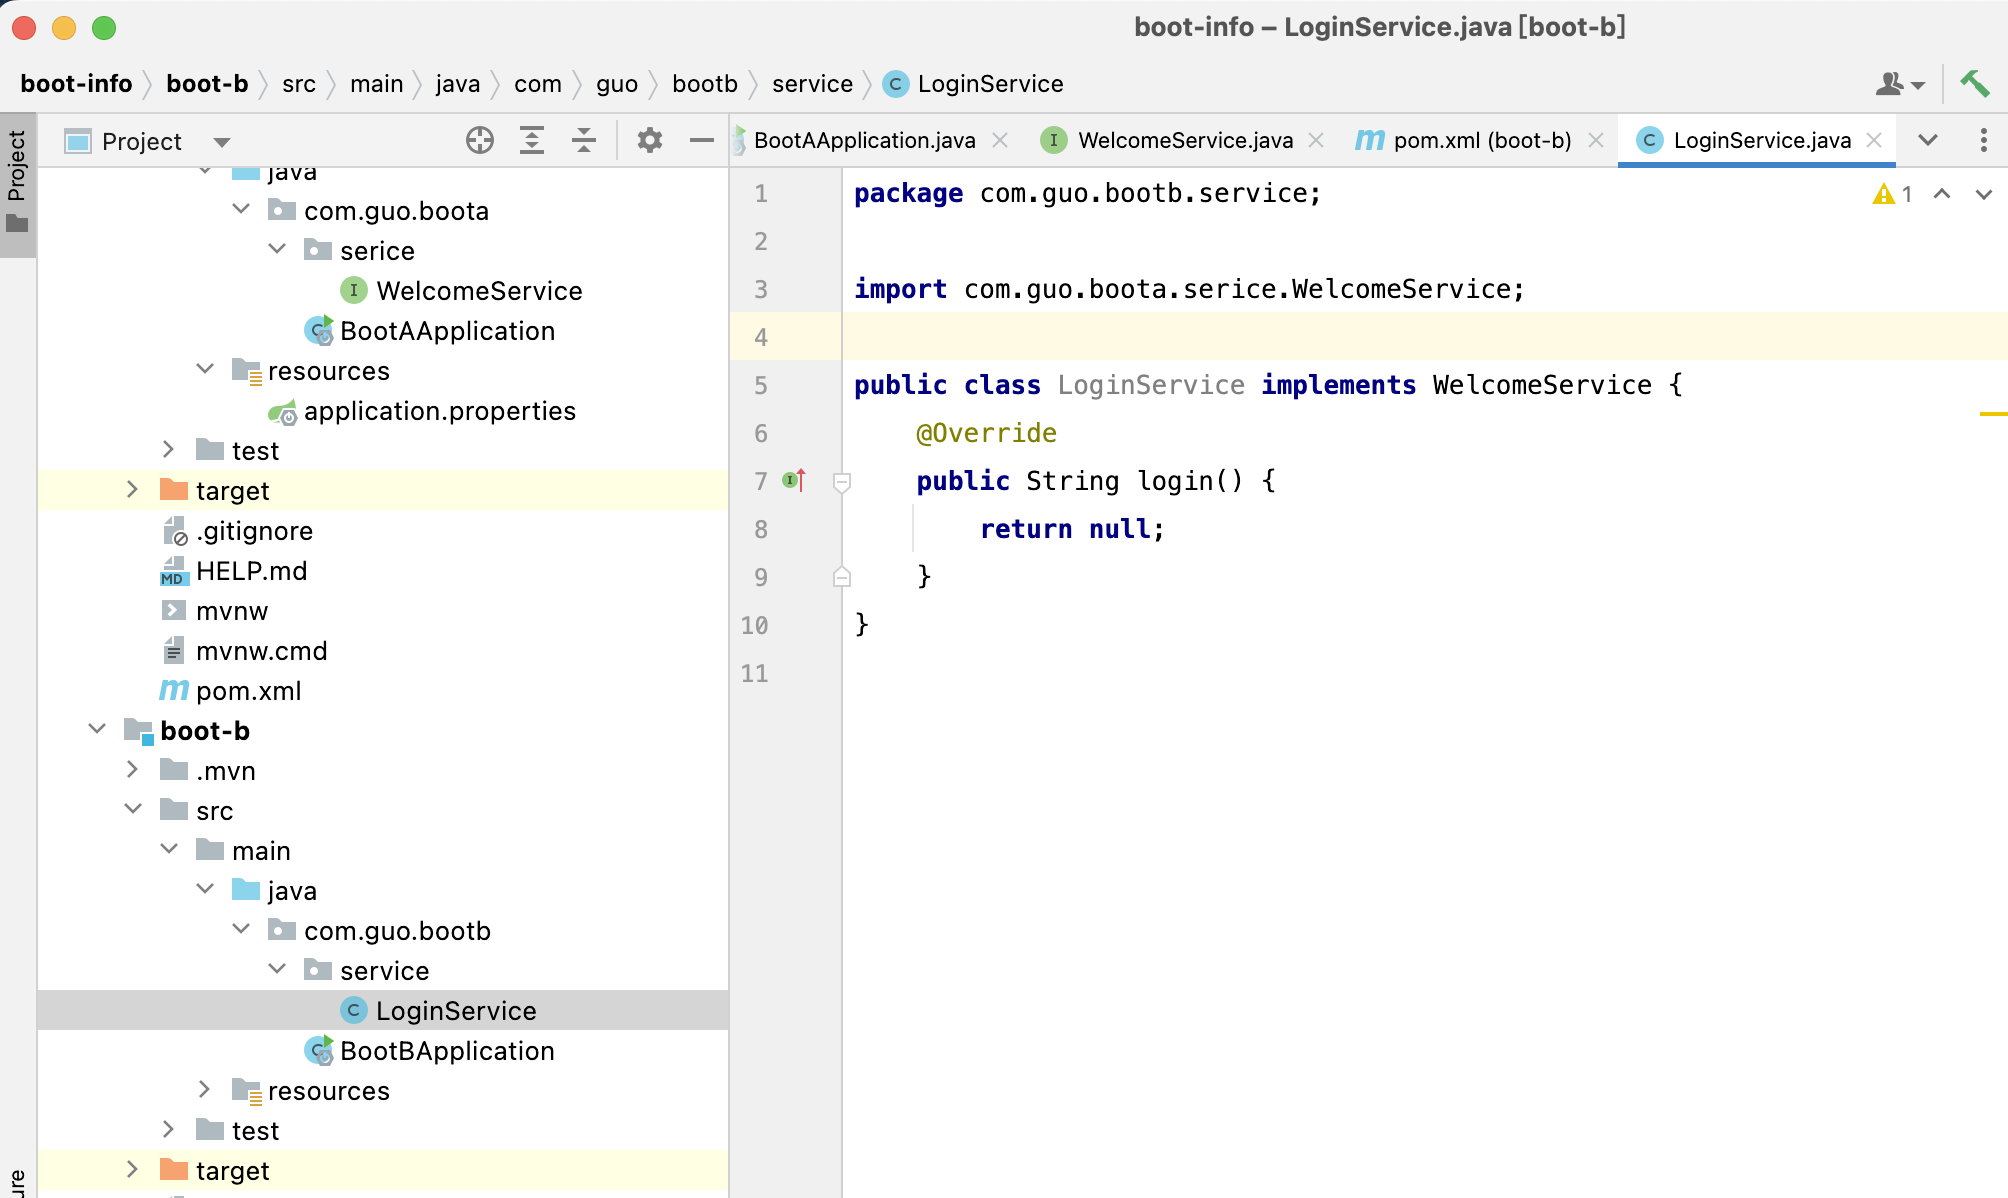 boot-info – LoginService.java [boot-b]
boot-info boot-b src main java com guo bootb service C LoginService
Project
Project
BootAApplication.java I WelcomeService.java m pom.xml (boot-b) C LoginService.java
java
com.guo.boota
serice
I WelcomeService
BootAApplication
resources
application.properties
test
target
.gitignore
MD HELP.md
mvnw
mvnw.cmd
m pom.xml
boot-b
.mvn
src
main
java
com.guo.bootb
service
C LoginService
BootBApplication
resources
test
target
1 package com.guo.bootb.service;
1
2
3 import com.guo.boota.serice.WelcomeService;
4
5 public class LoginService implements WelcomeService {
6 @Override
7 public String login() {
8 return null;
9 }
10 }
11